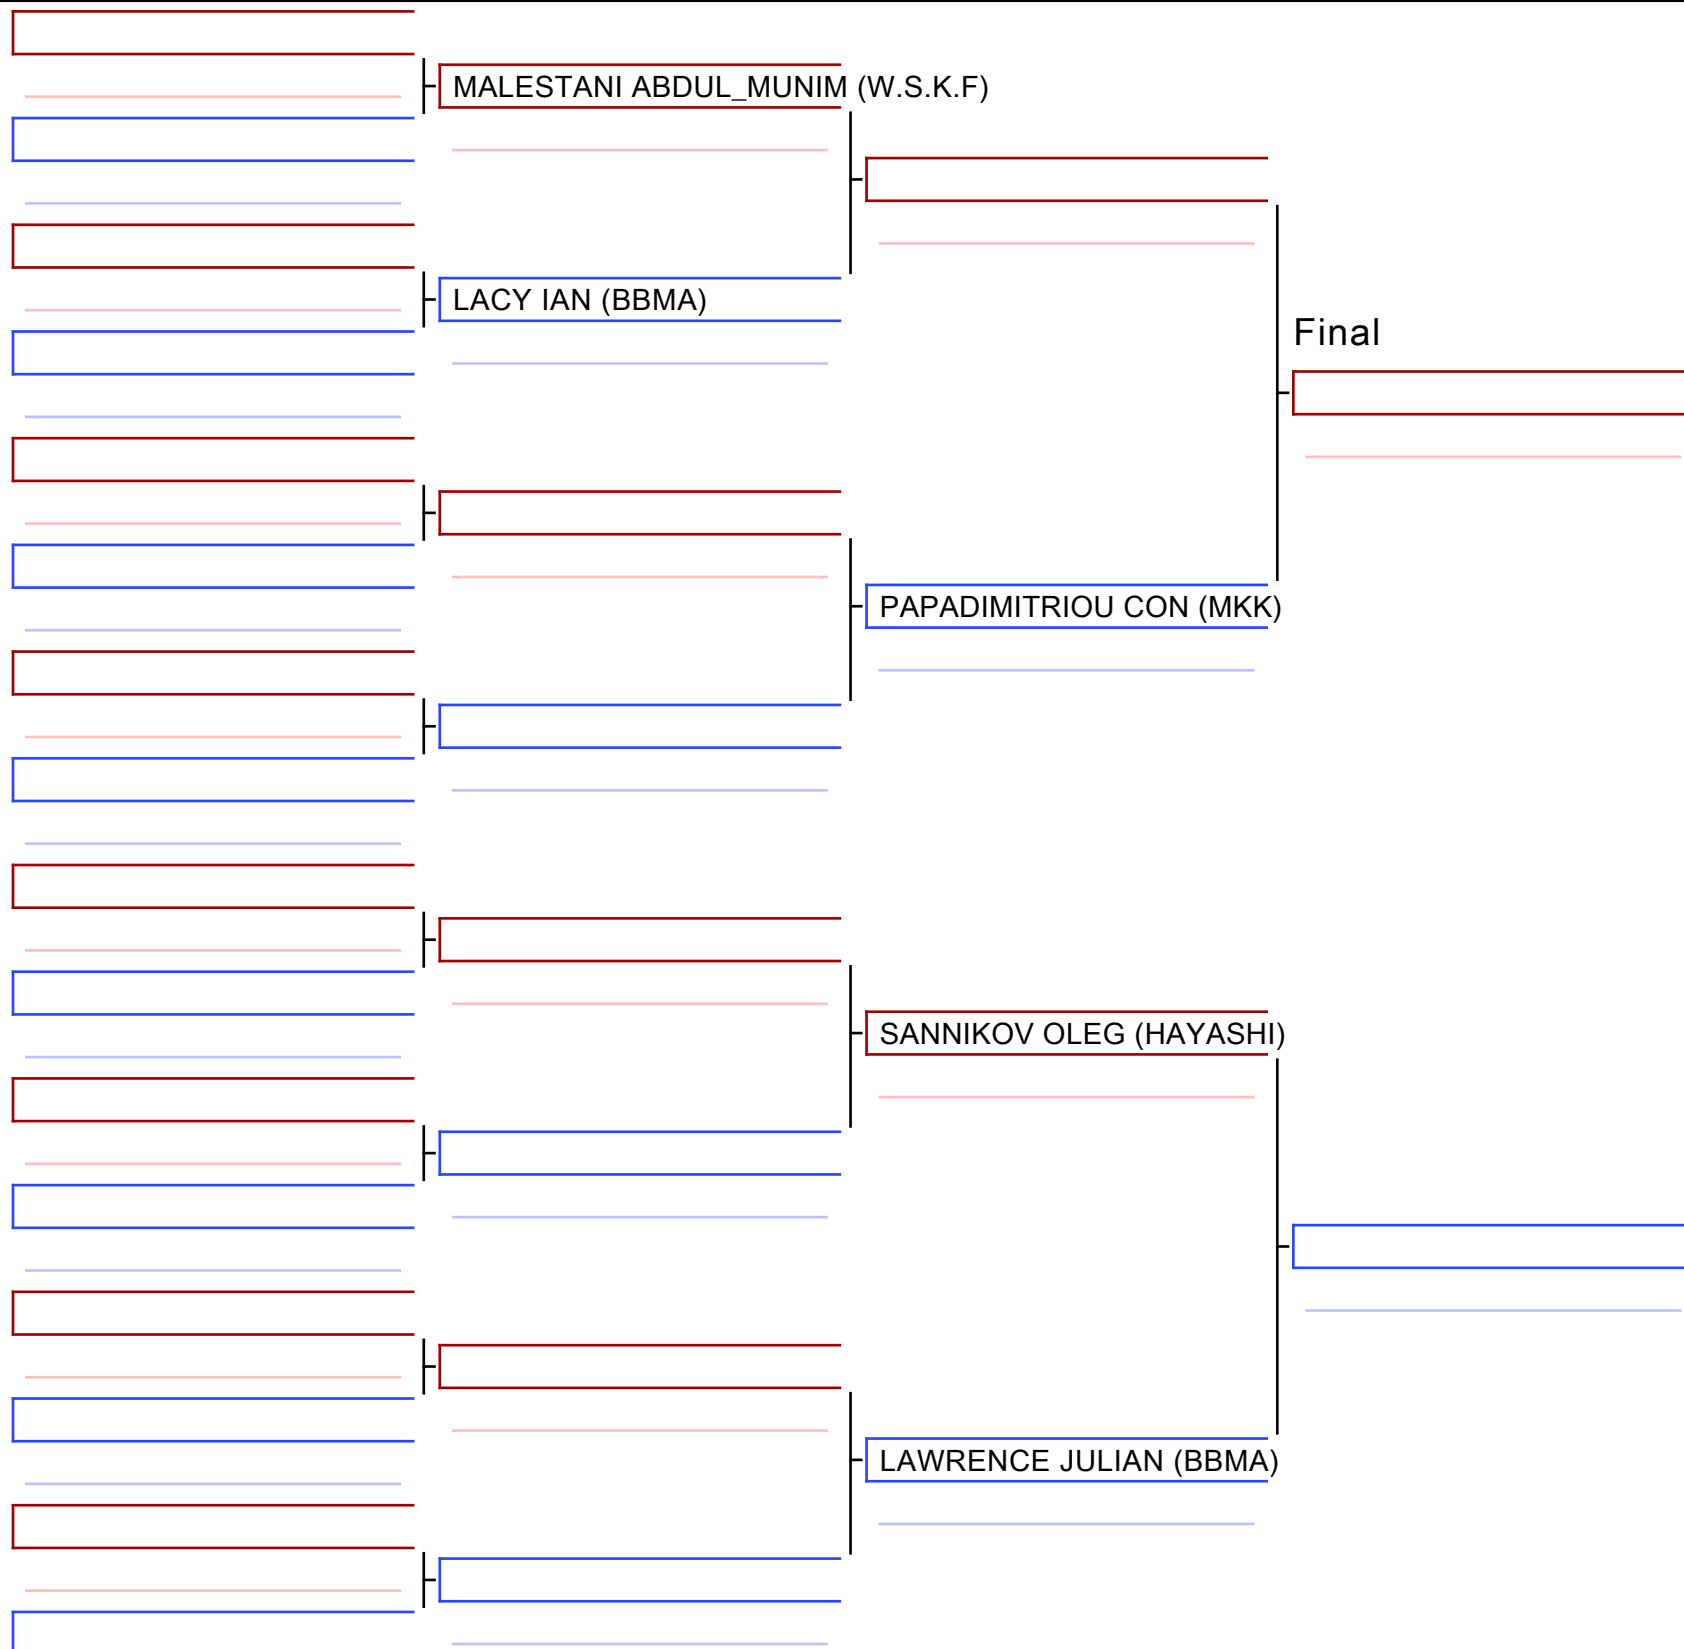 MALESTANI ABDUL_MUNIM (W.S.K.F)
LACY IAN (BBMA)
Final
PAPADIMITRIOU CON (MKK)
SANNIKOV OLEG (HAYASHI)
LAWRENCE JULIAN (BBMA)